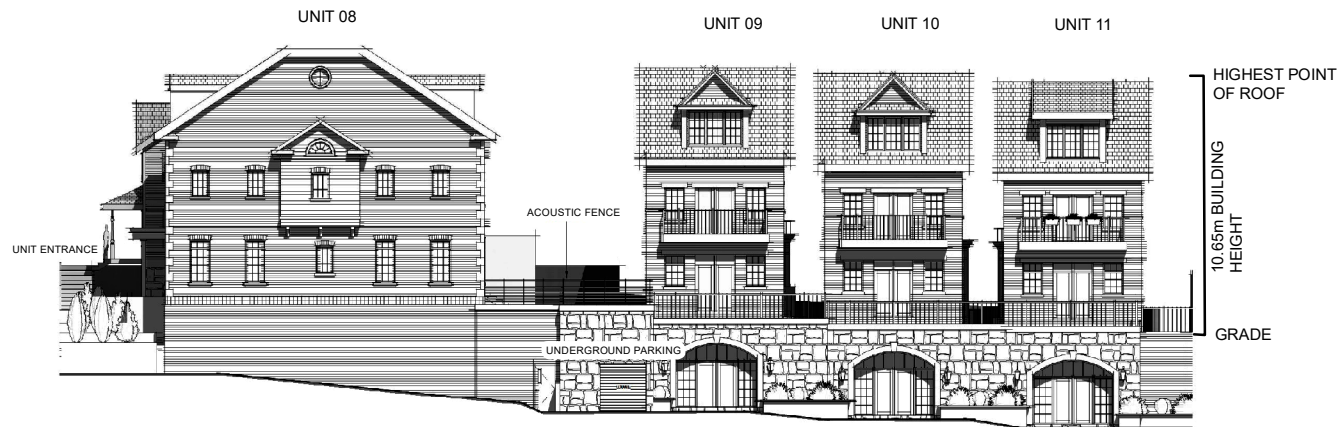 UNIT 08
UNIT 09
UNIT 10
UNIT 11
HIGHEST POINT
OF ROOF
10.65m BUILDING
HEIGHT
GRADE
UNIT ENTRANCE
ACOUSTIC FENCE
UNDERGROUND PARKING